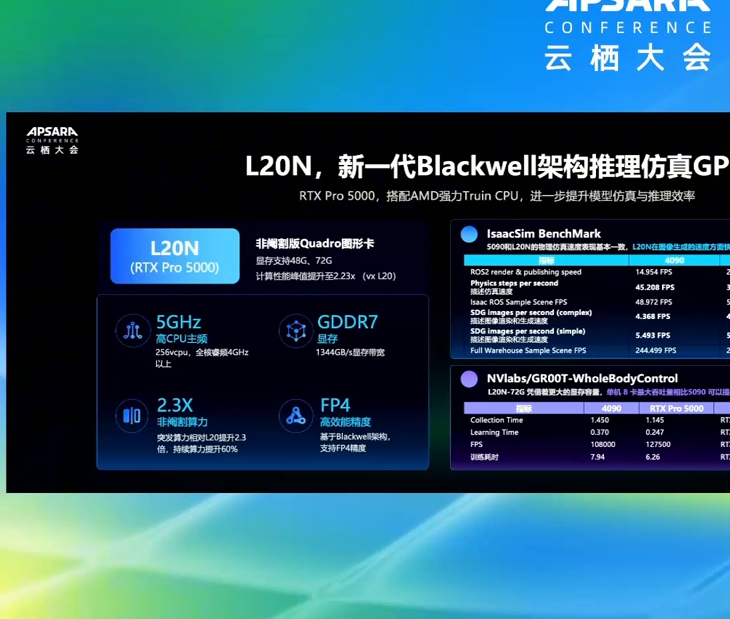 APSARA
CONFERENCE
云栖大会
APSARA
CONFERENCE
云栖大会
L20N，新一代Blackwell架构推理仿真GP
RTX Pro 5000，搭配AMD强力Truin CPU，进一步提升模型仿真与推理效率
L20N
(RTX Pro 5000)
非阉割版Quadro图形卡
显存支持48G、72G
计算性能峰值提升至2.23x （vx L20）
5GHz
高CPU主频
256vcpu，全核睿频4GHz
以上
GDDR7
显存
1344GB/s显存带宽
2.3X
非阉割算力
突发算力相对L20提升2.3
倍，持续算力提升60%
FP4
高效能精度
基于Blackwell架构，
支持FP4精度
IsaacSim BenchMark
5090和L20N的物理仿真速度表现基本一致，L20N在图像生成的速度方面快
指标 4090
ROS2 render & publishing speed 14.954 FPS 2
Physics steps per second
描述仿真速度 45.208 FPS 3
Isaac ROS Sample Scene FPS 48.972 FPS 5
SDG images per second (complex)
描述图像渲染和生成速度 4.368 FPS 4
SDG images per second (simple)
描述图像渲染和生成速度 5.493 FPS 5
Full Warehouse Sample Scene FPS 244.499 FPS 2
NVlabs/GR00T-WholeBodyControl
L20N-72G 凭借着更大的显存容量，单机 8 卡最大吞吐量相比5090 可以提
指标 4090 RTX Pro 5000
Collection Time 1.450 1.145 RT
Learning Time 0.370 0.247 RT
FPS 108000 127500 RT
训练耗时 7.94 6.26 RT